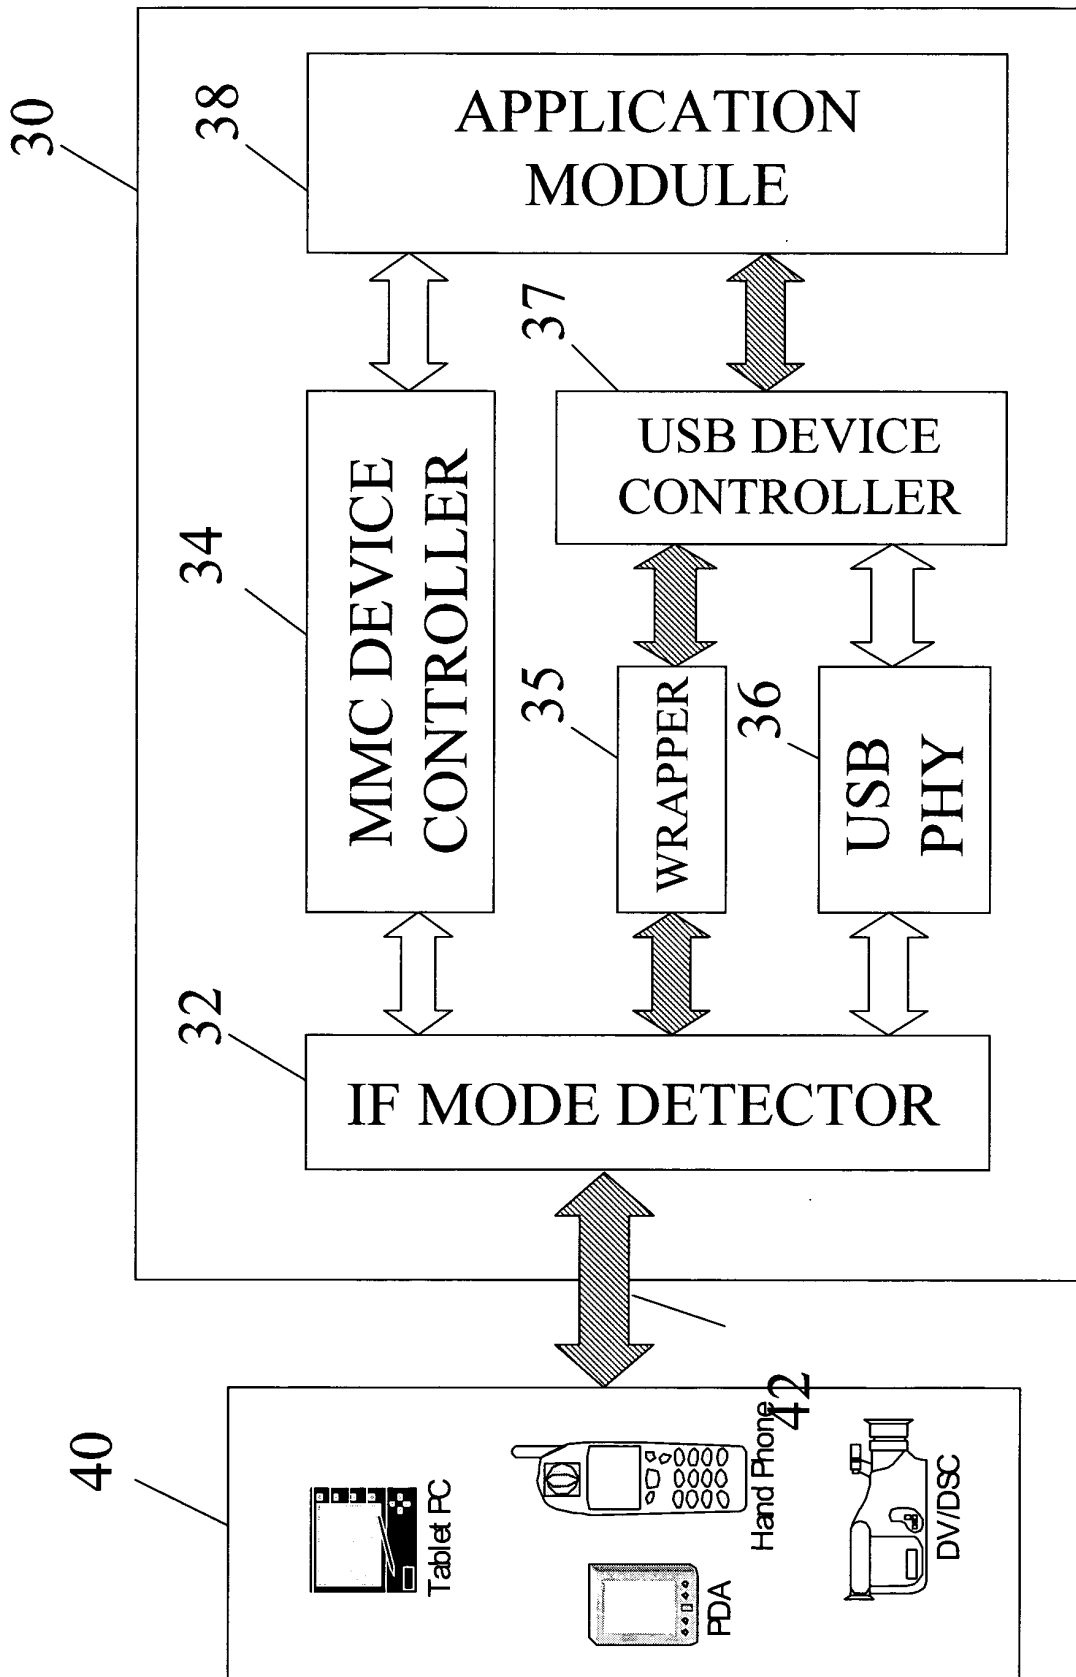 30
38
APPLICATION
MODULE
37
USB DEVICE
CONTROLLER
34
MMC DEVICE
CONTROLLER
35
WRAPPER
36
USB
PHY
32
IF MODE DETECTOR
42
40
Tablet PC
Hand Phone
PDA
DV/DSC